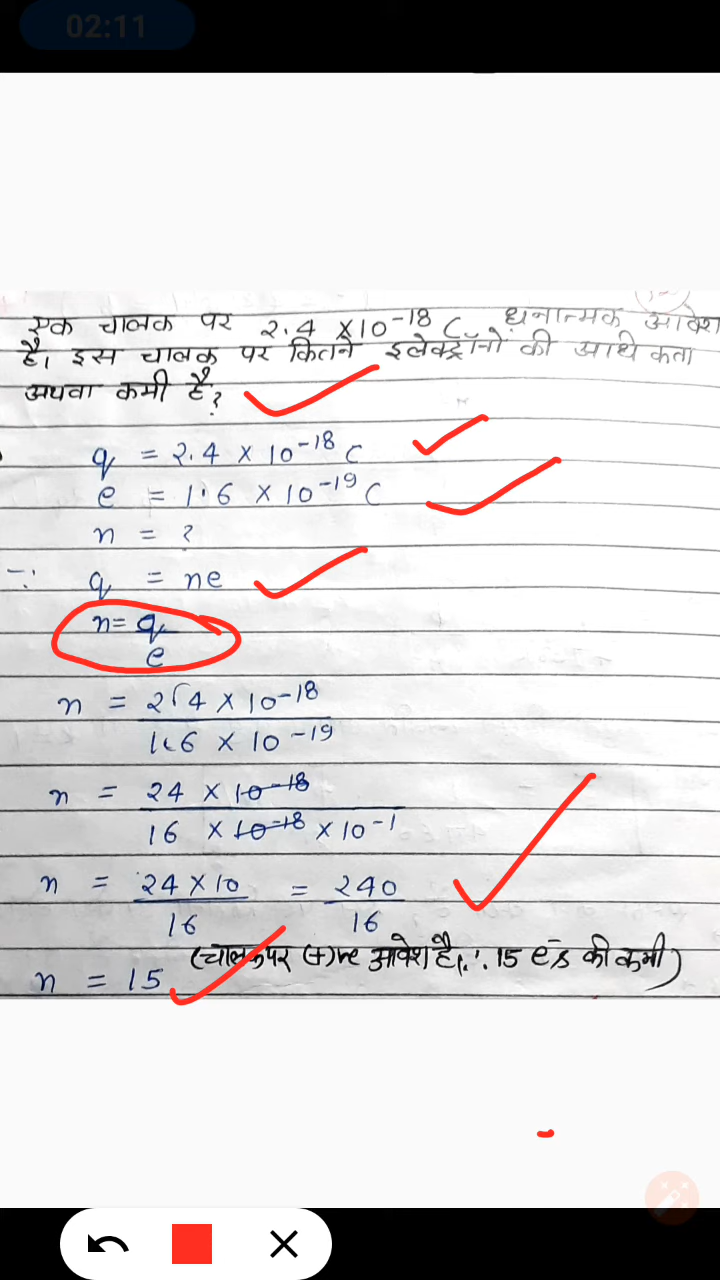 02:11
एक चालक पर 2.4 ×10⁻¹⁸ C धनात्मक आवेश
है। इस चालक पर कितने इलेक्ट्रॉनो की आधिकता
अथवा कमी है?
q = 2.4 × 10⁻¹⁸ C
e = 1.6 × 10⁻¹⁹ C
n = ?
∵ q = ne
n = q/e
n = 2.4 × 10⁻¹⁸ / 1.6 × 10⁻¹⁹
n = 24 × 10⁻¹⁸ / 16 × 10⁻¹⁸ × 10⁻¹
n = 24 × 10 / 16 = 240 / 16
(चालक पर (+)ve आवेश है। ∴ 15 e⁻s की कमी)
n = 15